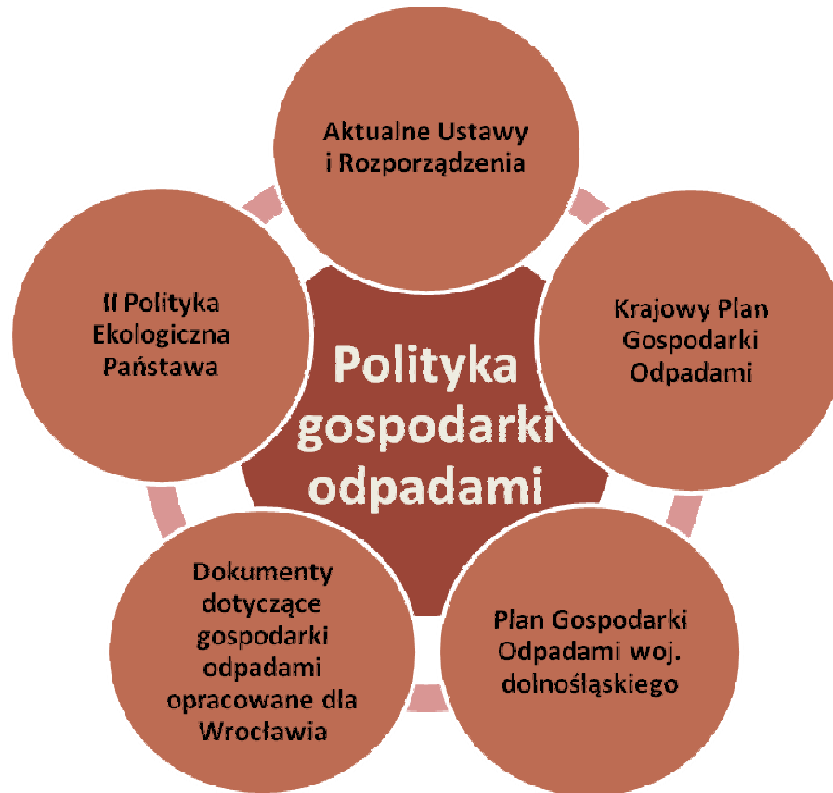 Aktualne Ustawy
i Rozporządzenia
Krajowy Plan
Gospodarki
Odpadami
Plan Gospodarki
Odpadami woj.
dolnośląskiego
Dokumenty
dotyczące
gospodarki
odpadami
opracowane dla
Wrocławia
II Polityka
Ekologiczna
Państawa
Polityka
gospodarki
odpadami